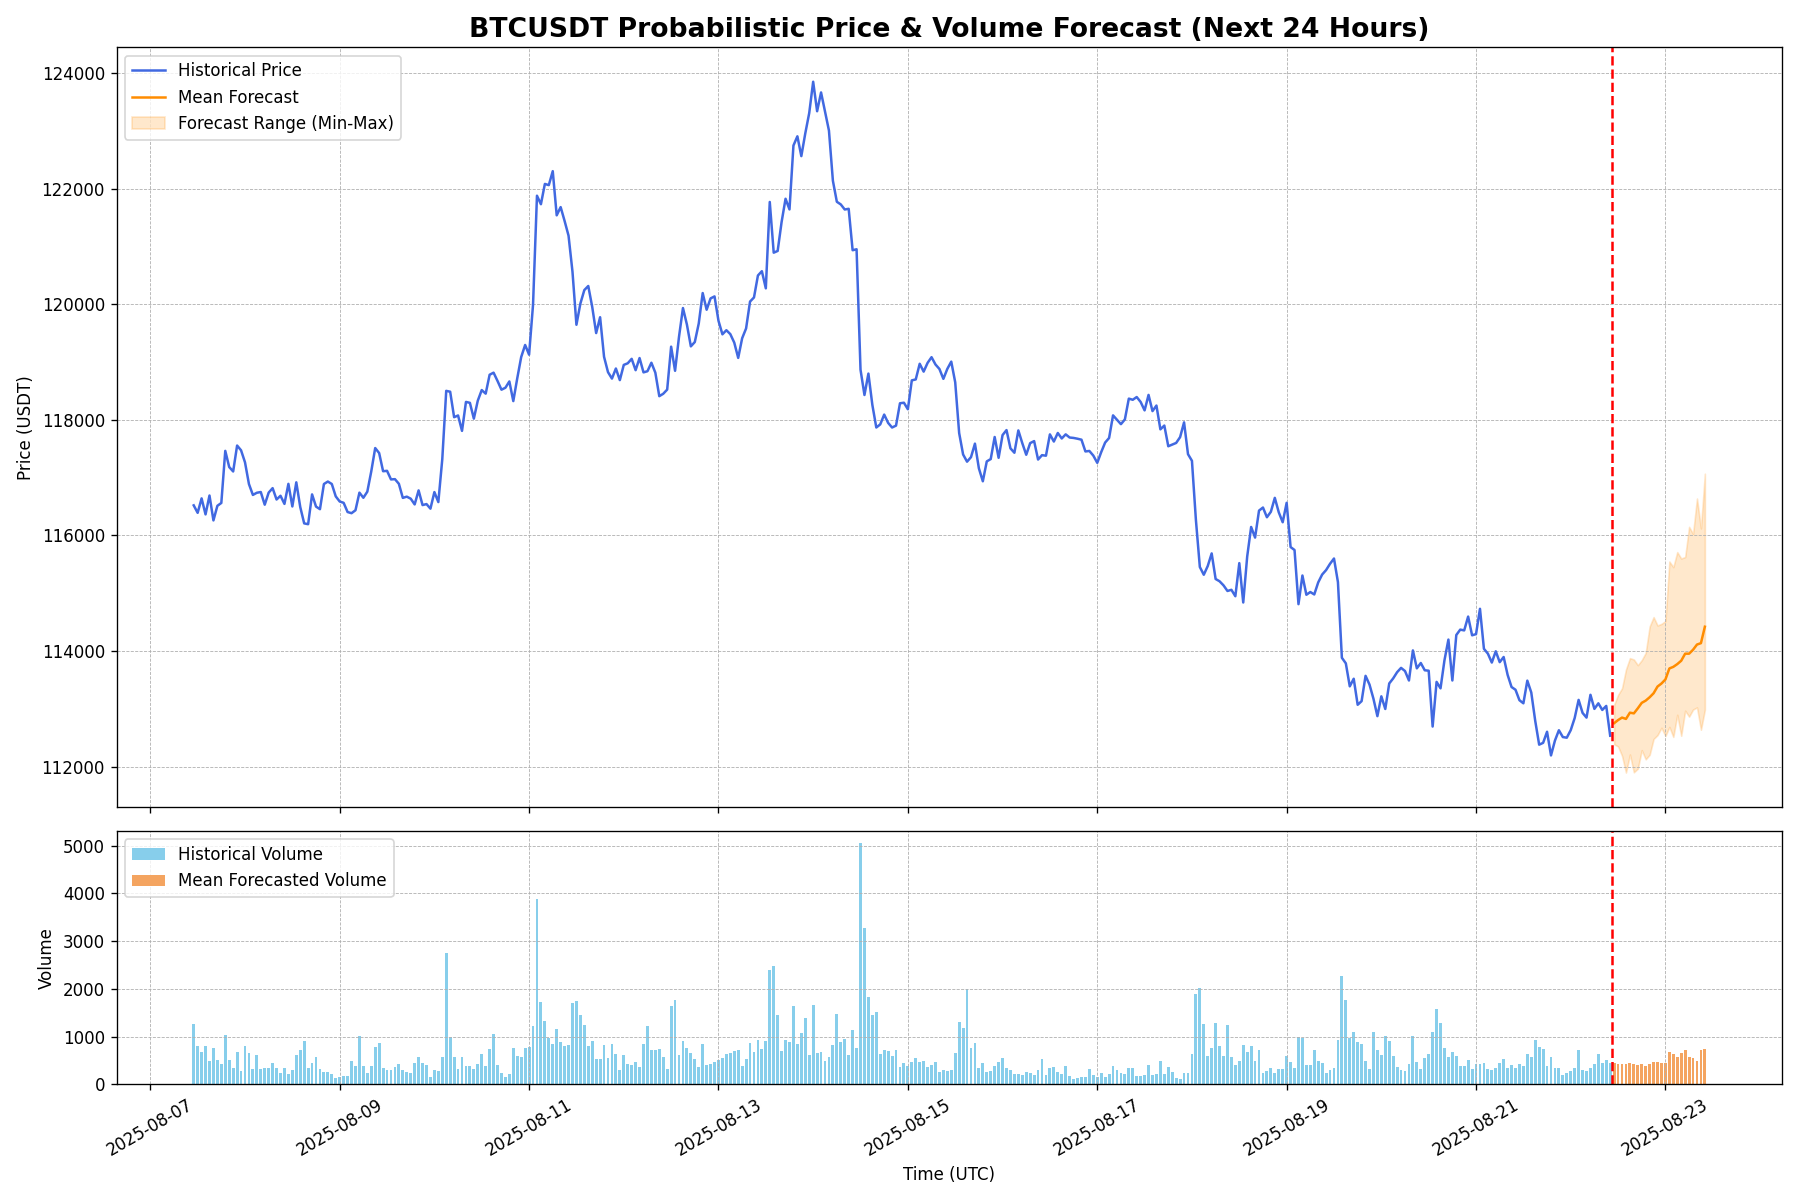 BTCUSDT Probabilistic Price & Volume Forecast (Next 24 Hours)
Historical Price
Mean Forecast
Forecast Range (Min-Max)
124000
122000
120000
118000
116000
114000
112000
Price (USDT)
Historical Volume
Mean Forecasted Volume
5000
4000
3000
2000
1000
0
Volume
2025-08-07
2025-08-09
2025-08-11
2025-08-13
2025-08-15
2025-08-17
2025-08-19
2025-08-21
2025-08-23
Time (UTC)